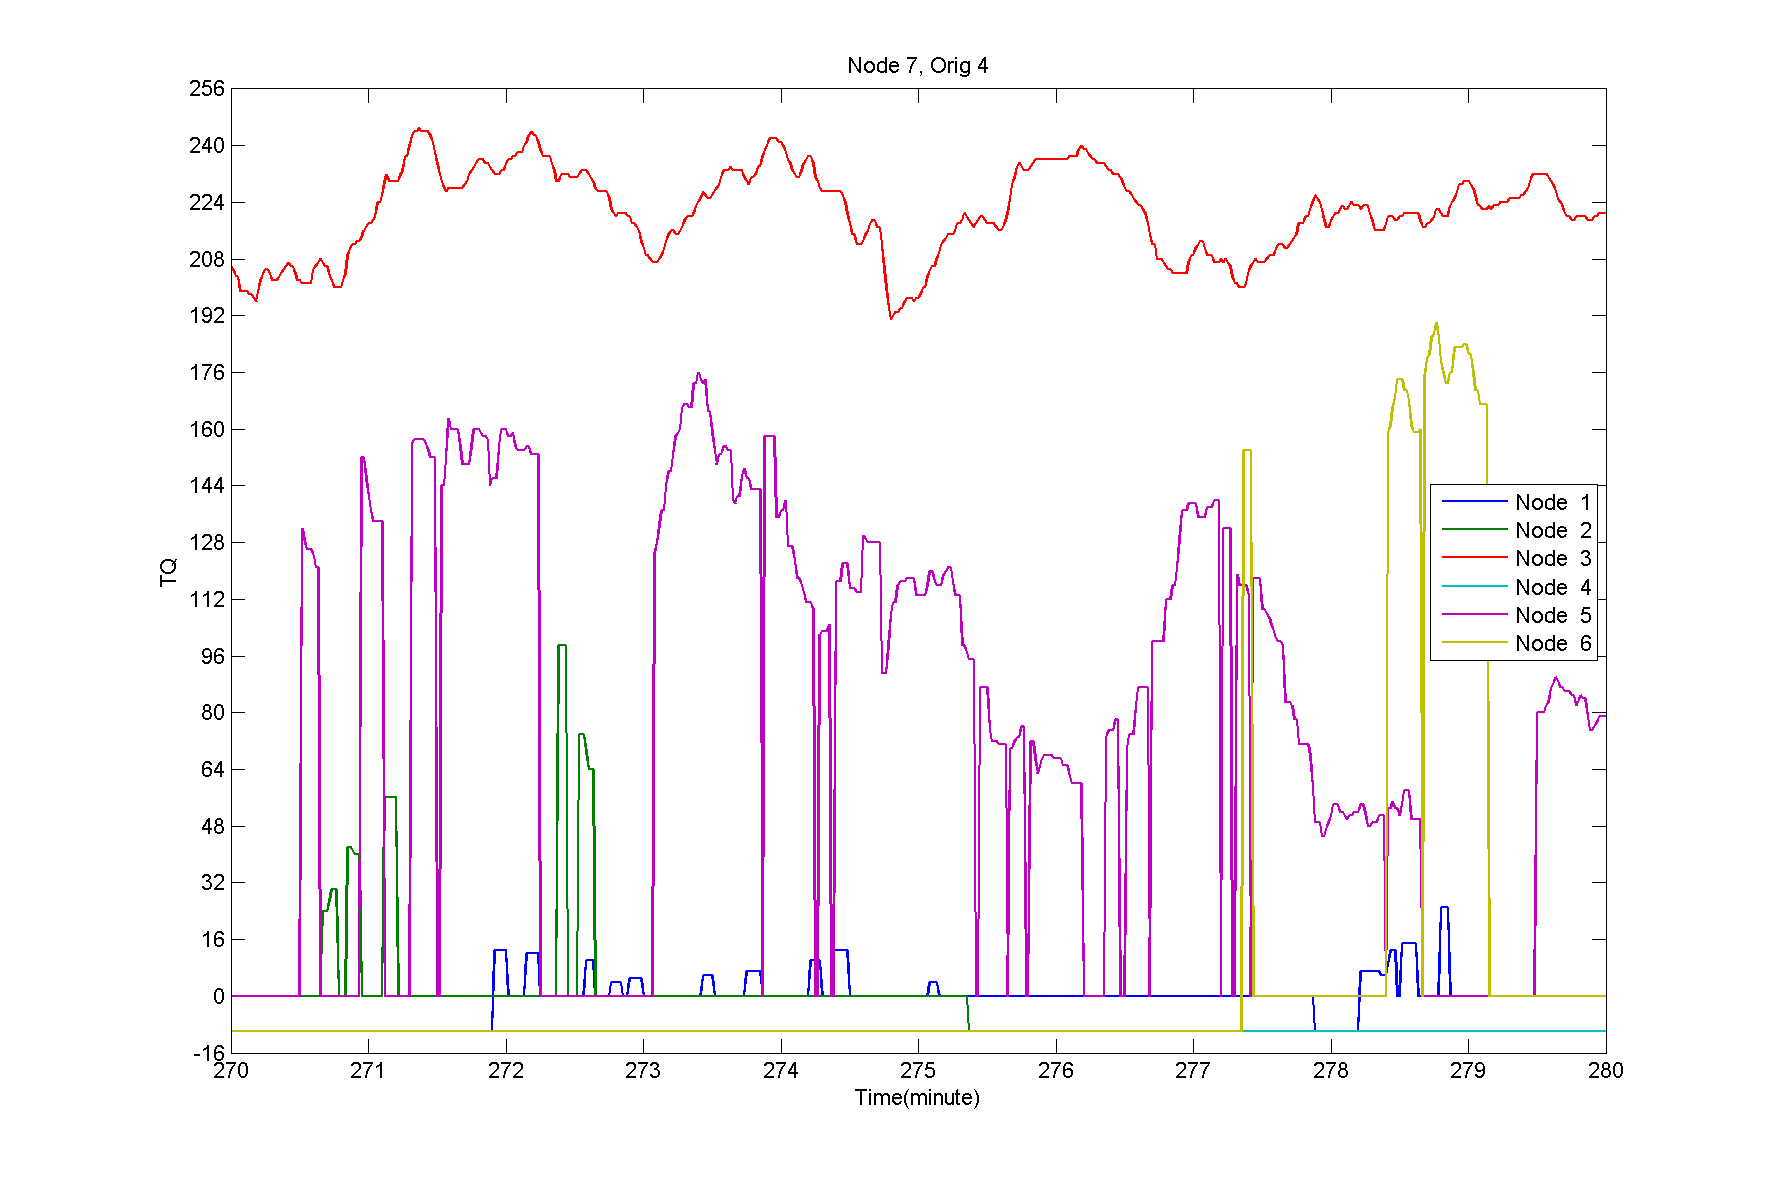 Node 7, Orig 4
256
240
224
208
192
176
160
144
128
112
96
80
64
48
32
16
0
-16
TQ
Node 1
Node 2
Node 3
Node 4
Node 5
Node 6
270 271 272 273 274 275 276 277 278 279 280
Time(minute)